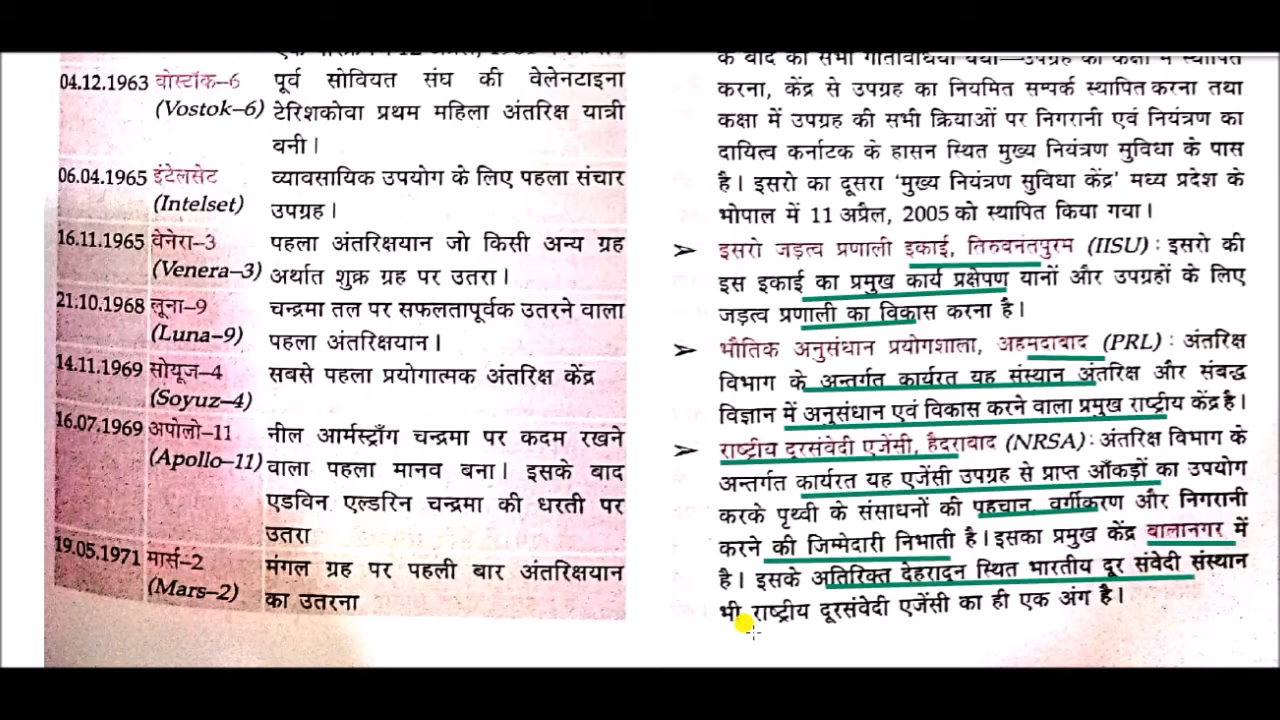 04.12.1963 वोस्टॉक–6 पूर्व सोवियत संघ की वेलेनटाइना
(Vostok–6) टेरिशकोवा प्रथम महिला अंतरिक्ष यात्री
बनी।
06.04.1965 इंटेलसेट व्यावसायिक उपयोग के लिए पहला संचार
(Intelset) उपग्रह।
16.11.1965 वेनेरा–3 पहला अंतरिक्षयान जो किसी अन्य ग्रह
(Venera–3) अर्थात शुक्र ग्रह पर उतरा।
21.10.1968 लूना–9 चन्द्रमा तल पर सफलतापूर्वक उतरने वाला
(Luna–9) पहला अंतरिक्षयान।
14.11.1969 सोयूज–4 सबसे पहला प्रयोगात्मक अंतरिक्ष केंद्र
(Soyuz–4)
16.07.1969 अपोलो–11 नील आर्मस्ट्रॉंग चन्द्रमा पर कदम रखने
(Apollo–11) वाला पहला मानव बना। इसके बाद
एडविन एल्डरिन चन्द्रमा की धरती पर
उतरा
19.05.1971 मार्स–2 मंगल ग्रह पर पहली बार अंतरिक्षयान
(Mars–2) का उतरना
के बाद की सभी गतिविधियों यथा—उपग्रह को कक्षा में स्थापित
करना, केंद्र से उपग्रह का नियमित सम्पर्क स्थापित करना तथा
कक्षा में उपग्रह की सभी क्रियाओं पर निगरानी एवं नियंत्रण का
दायित्व कर्नाटक के हासन स्थित मुख्य नियंत्रण सुविधा के पास
है। इसरो का दूसरा ‘मुख्य नियंत्रण सुविधा केंद्र’ मध्य प्रदेश के
भोपाल में 11 अप्रैल, 2005 को स्थापित किया गया।
➤ इसरो जड़त्व प्रणाली इकाई, तिरुवनंतपुरम (IISU) : इसरो की
इस इकाई का प्रमुख कार्य प्रक्षेपण यानों और उपग्रहों के लिए
जड़त्व प्रणाली का विकास करना है।
➤ भौतिक अनुसंधान प्रयोगशाला, अहमदाबाद (PRL) : अंतरिक्ष
विभाग के अन्तर्गत कार्यरत यह संस्थान अंतरिक्ष और संबद्ध
विज्ञान में अनुसंधान एवं विकास करने वाला प्रमुख राष्ट्रीय केंद्र है।
➤ राष्ट्रीय दूरसंवेदी एजेंसी, हैदराबाद (NRSA) : अंतरिक्ष विभाग के
अन्तर्गत कार्यरत यह एजेंसी उपग्रह से प्राप्त आँकड़ों का उपयोग
करके पृथ्वी के संसाधनों की पहचान, वर्गीकरण और निगरानी
करने की जिम्मेदारी निभाती है। इसका प्रमुख केंद्र बालानगर में
है। इसके अतिरिक्त देहरादून स्थित भारतीय दूर संवेदी संस्थान
भी राष्ट्रीय दूरसंवेदी एजेंसी का ही एक अंग है।